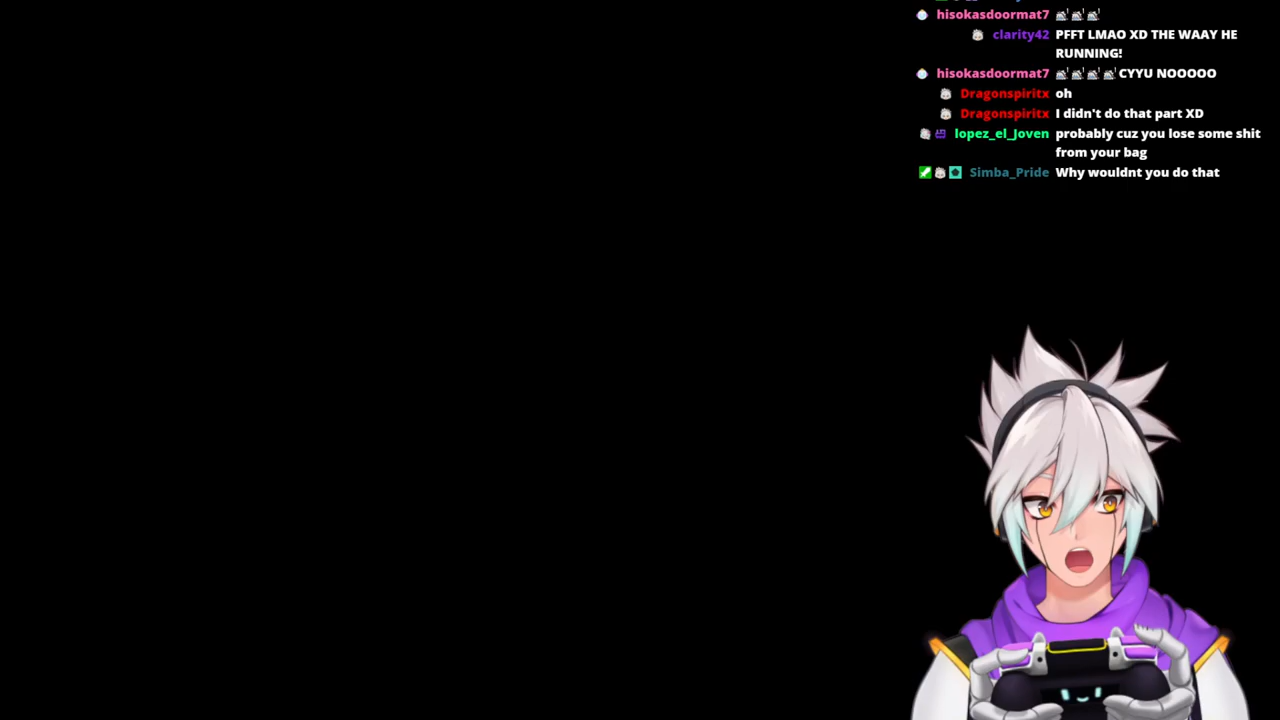 hisokasdoormat7
clarity42 PFFT LMAO XD THE WAAY HE
RUNNING!
hisokasdoormat7 CYYU NOOOOO
Dragonspiritx oh
Dragonspiritx I didn't do that part XD
lopez_el_Joven probably cuz you lose some shit
from your bag
Simba_Pride Why wouldnt you do that